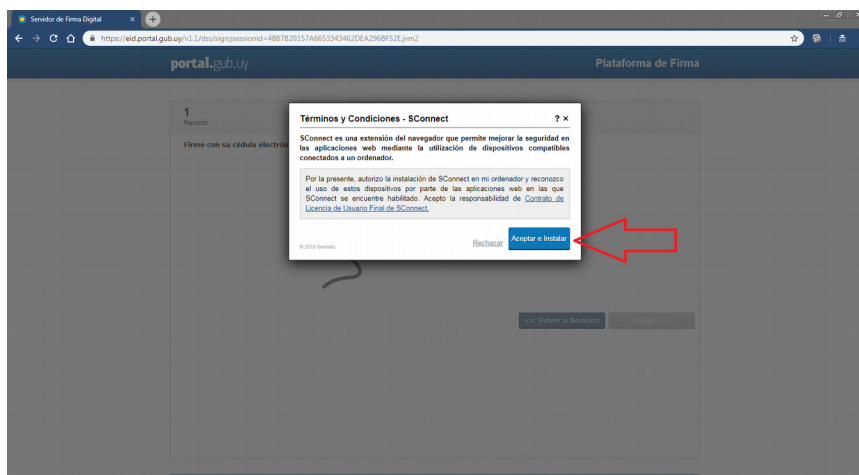 Servidor de Firma Digital
https://eid.portal.gub.uy/v1.1/dss/sign;jsessionid=4887B20157A6653343462DEA296BF52E.jvm2
portal.gub.uy
Plataforma de Firma
1
Revisión
Firme con su cédula electrón
Términos y Condiciones - SConnect
? ×
SConnect es una extensión del navegador que permite mejorar la seguridad en
las aplicaciones web mediante la utilización de dispositivos compatibles
conectados a un ordenador.
Por la presente, autorizo la instalación de SConnect en mi ordenador y reconozco
el uso de estos dispositivos por parte de las aplicaciones web en las que
SConnect se encuentre habilitado. Acepto la responsabilidad de Contrato de
Licencia de Usuario Final de SConnect.
© 2010 Gemalto
Rechazar
Aceptar e Instalar
<< Volver a Revisión